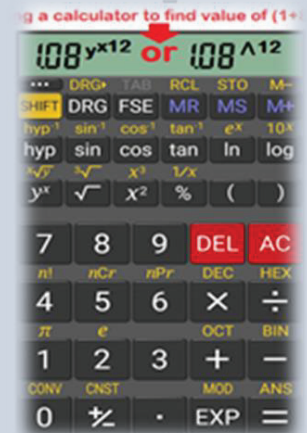 g a calculator to find value of (1+
1.08 yˣ12 or 1.08 ^12
... DRG▸ TAB RCL STO M−
SHIFT DRG FSE MR MS M+
hyp⁻¹ sin⁻¹ cos⁻¹ tan⁻¹ eˣ 10ˣ
hyp sin cos tan ln log
ˣ√y ³√ x³ 1/x
yˣ √ x² % ( )
7 8 9 DEL AC
n! nCr nPr DEC HEX
4 5 6 × ÷
π e OCT BIN
1 2 3 + −
CONV CNST MOD ANS
0 +/− . EXP =